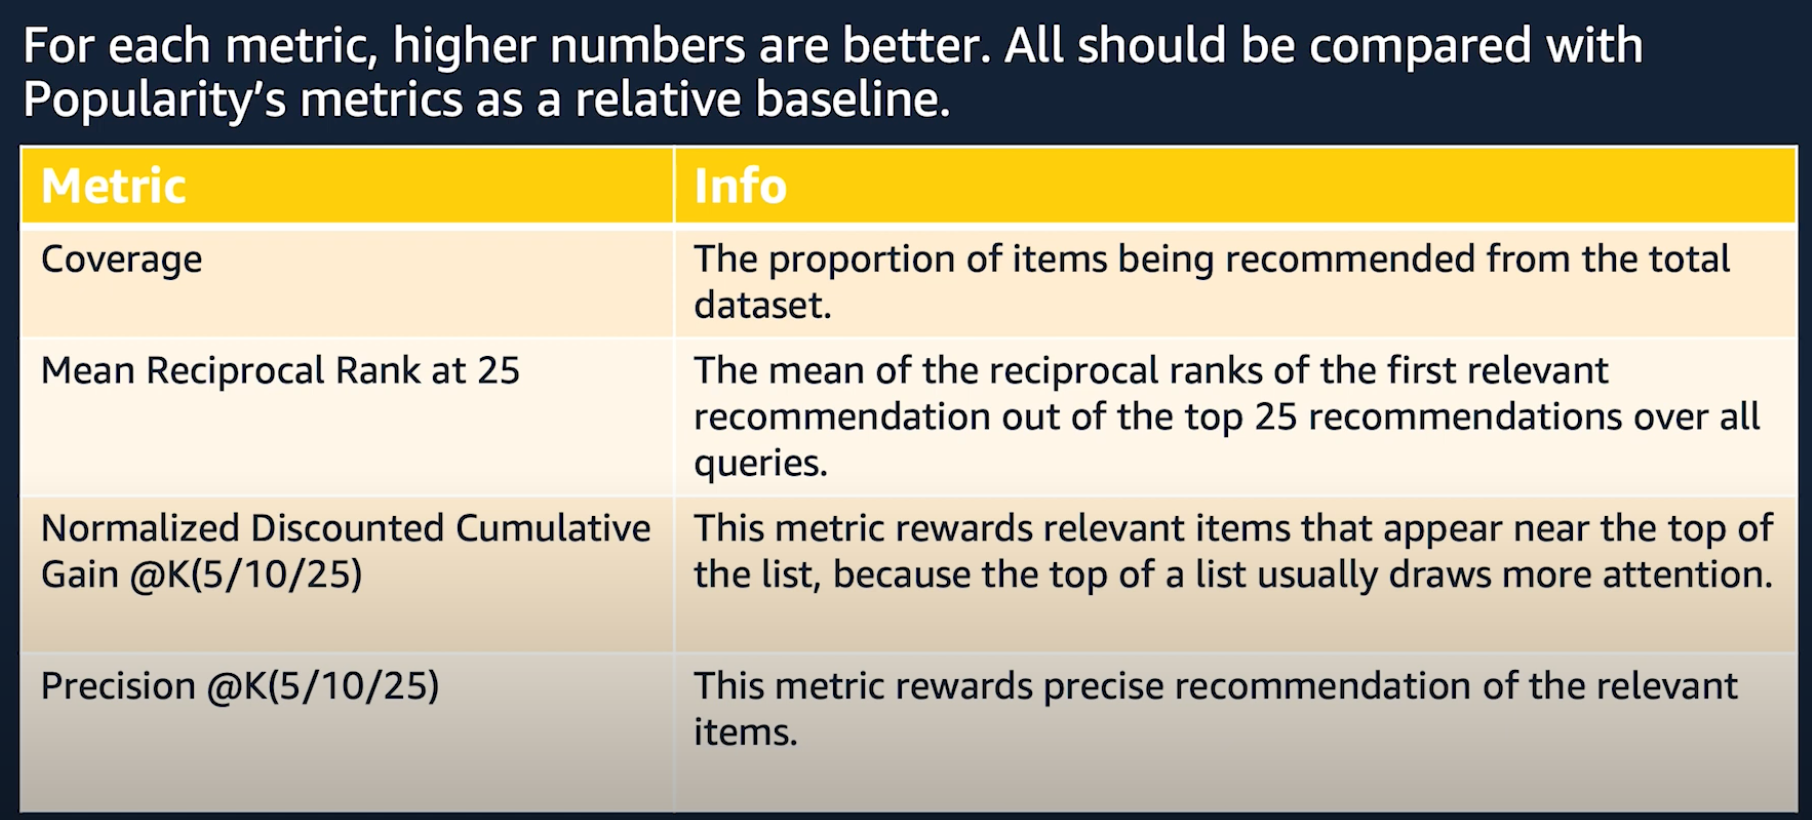 For each metric, higher numbers are better. All should be compared with
Popularity’s metrics as a relative baseline.
Metric
Info
Coverage
The proportion of items being recommended from the total
dataset.
Mean Reciprocal Rank at 25
The mean of the reciprocal ranks of the first relevant
recommendation out of the top 25 recommendations over all
queries.
Normalized Discounted Cumulative
Gain @K(5/10/25)
This metric rewards relevant items that appear near the top of
the list, because the top of a list usually draws more attention.
Precision @K(5/10/25)
This metric rewards precise recommendation of the relevant
items.